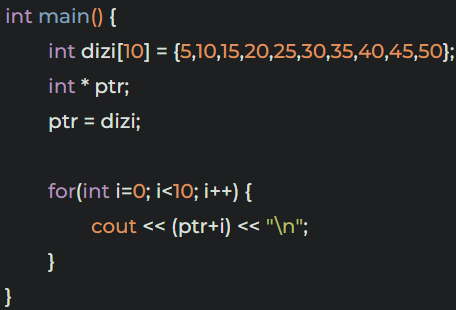 int main() {
int dizi[10] = {5,10,15,20,25,30,35,40,45,50};
int * ptr;
ptr = dizi;
for(int i=0; i<10; i++) {
cout << (ptr+i) << "\n";
}
}